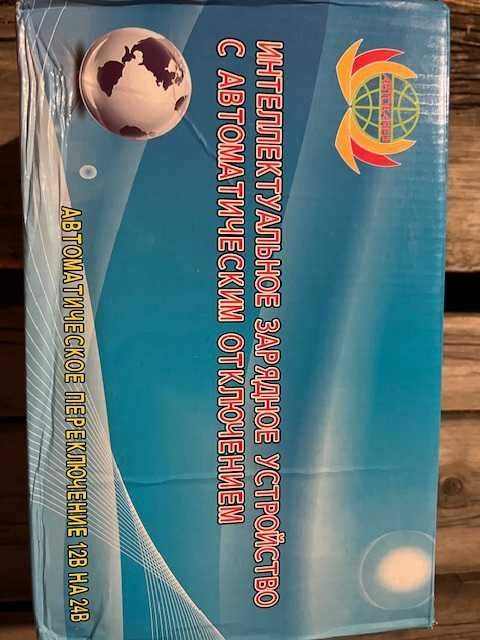 ИНТЕЛЛЕКТУАЛЬНОЕ ЗАРЯДНОЕ УСТРОЙСТВО
С АВТОМАТИЧЕСКИМ ОТКЛЮЧЕНИЕМ
АВТОМАТИЧЕСКОЕ ПЕРЕКЛЮЧЕНИЕ 12В НА 24В